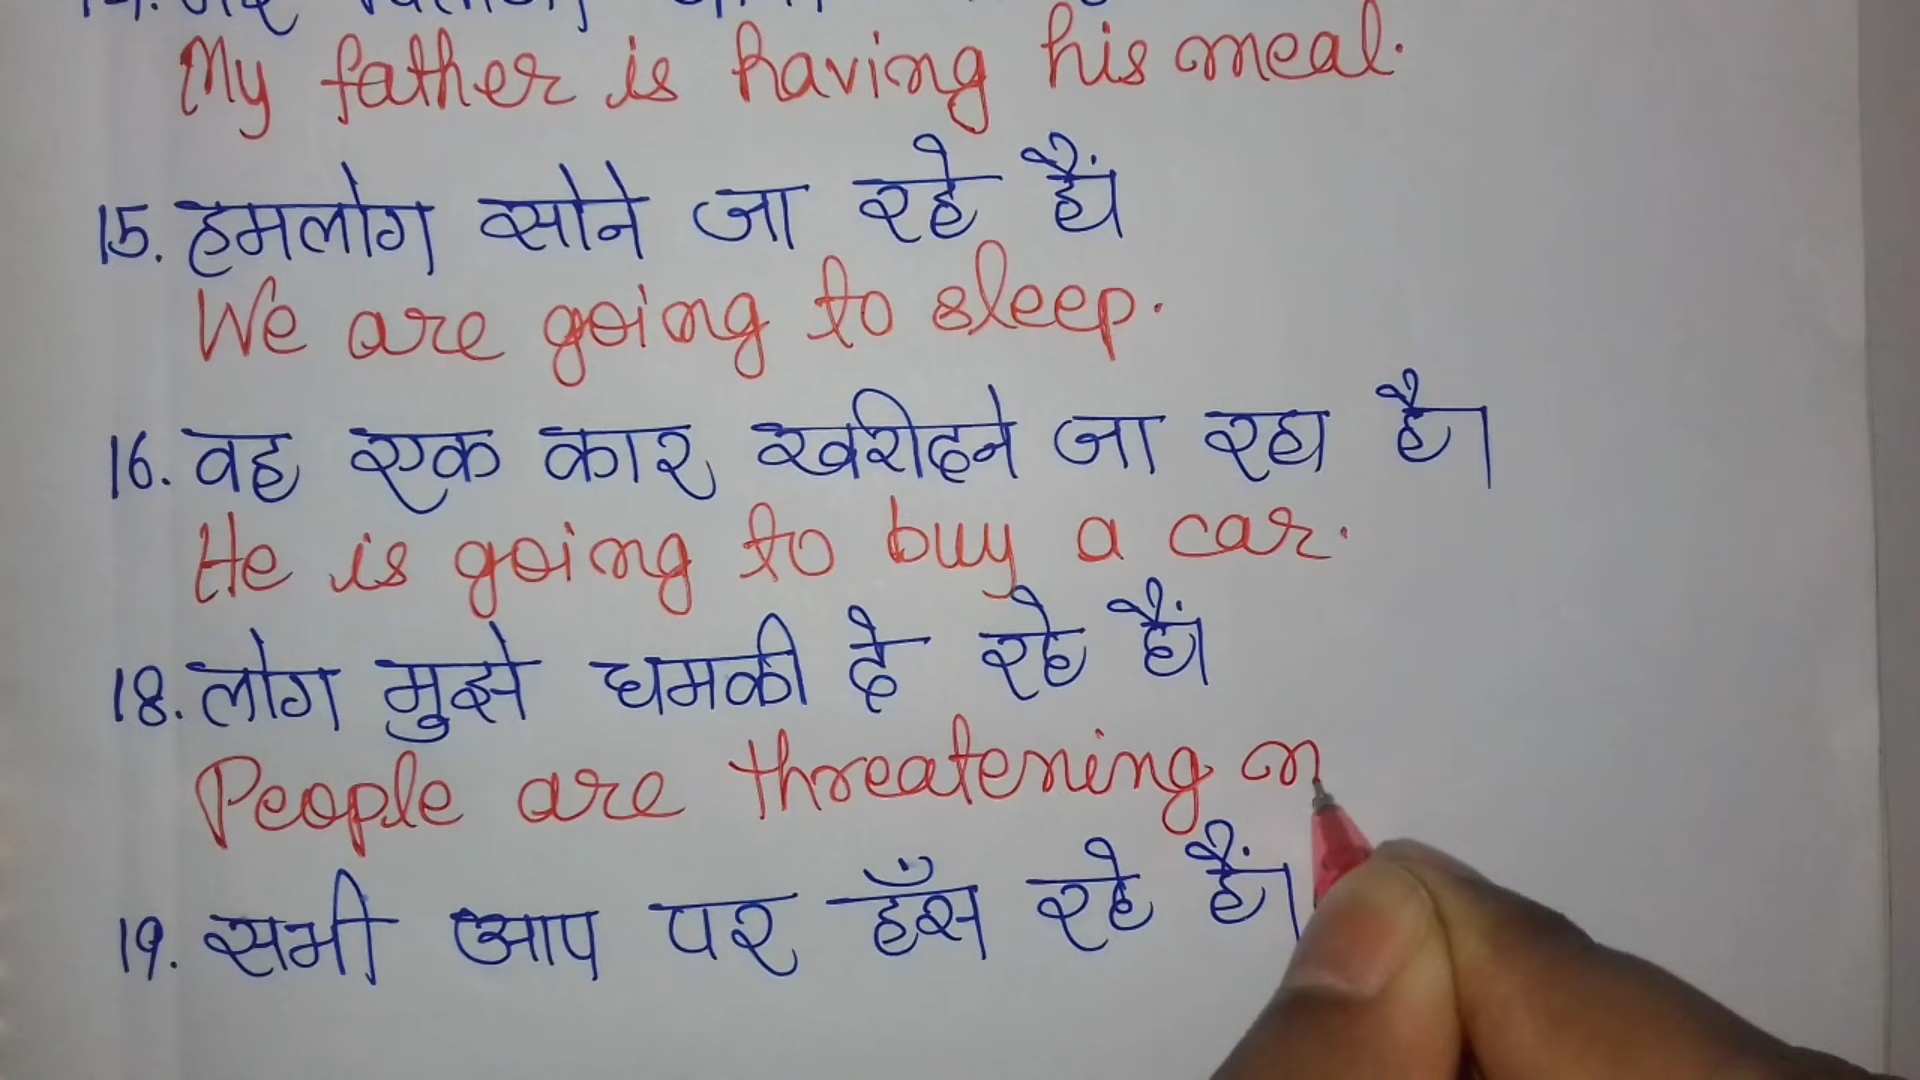 My father is having his meal.
15. हमलोग सोने जा रहे हैं।
We are going to sleep.
16. वह एक कार खरीदने जा रहा है।
He is going to buy a car.
18. लोग मुझे धमकी दे रहे हैं।
People are threatening m
19. सभी आप पर हँस रहे हैं।